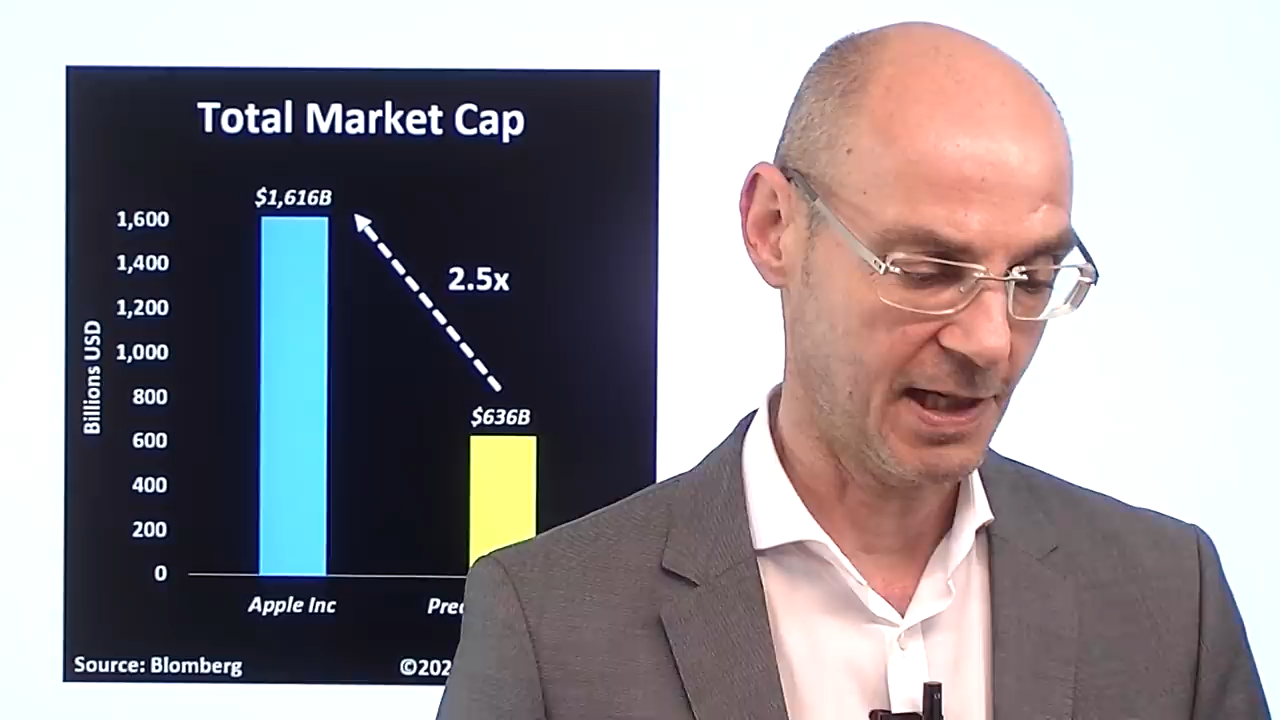 Total Market Cap
$1,616B
1,600
1,400
2.5x
1,200
1,000
Billions USD
800
$636B
600
400
200
0
Apple Inc
Source: Blomberg